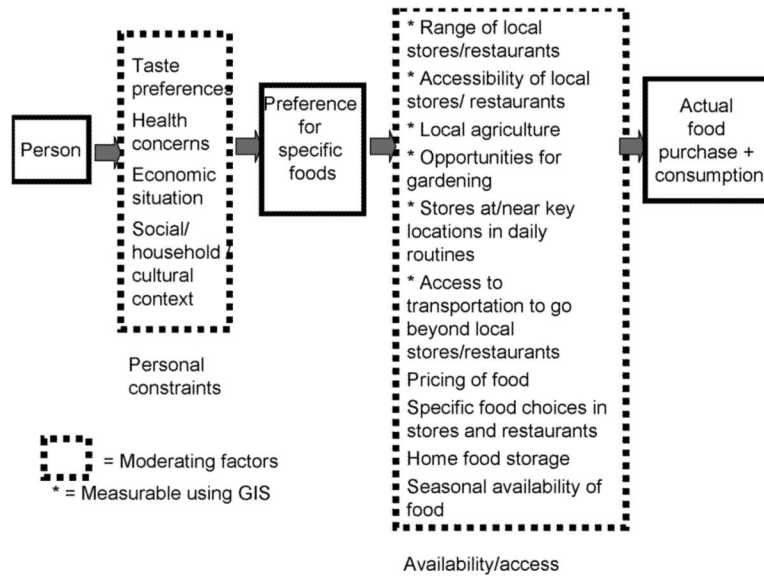 Person
Taste
preferences
Health
concerns
Economic
situation
Social/
household /
cultural
context
Personal
constraints
Preference
for
specific
foods
* Range of local
stores/restaurants
* Accessibility of local
stores/ restaurants
* Local agriculture
* Opportunities for
gardening
* Stores at/near key
locations in daily
routines
* Access to
transportation to go
beyond local
stores/restaurants
Pricing of food
Specific food choices in
stores and restaurants
Home food storage
Seasonal availability of
food
Availability/access
Actual
food
purchase +
consumption
= Moderating factors
* = Measurable using GIS